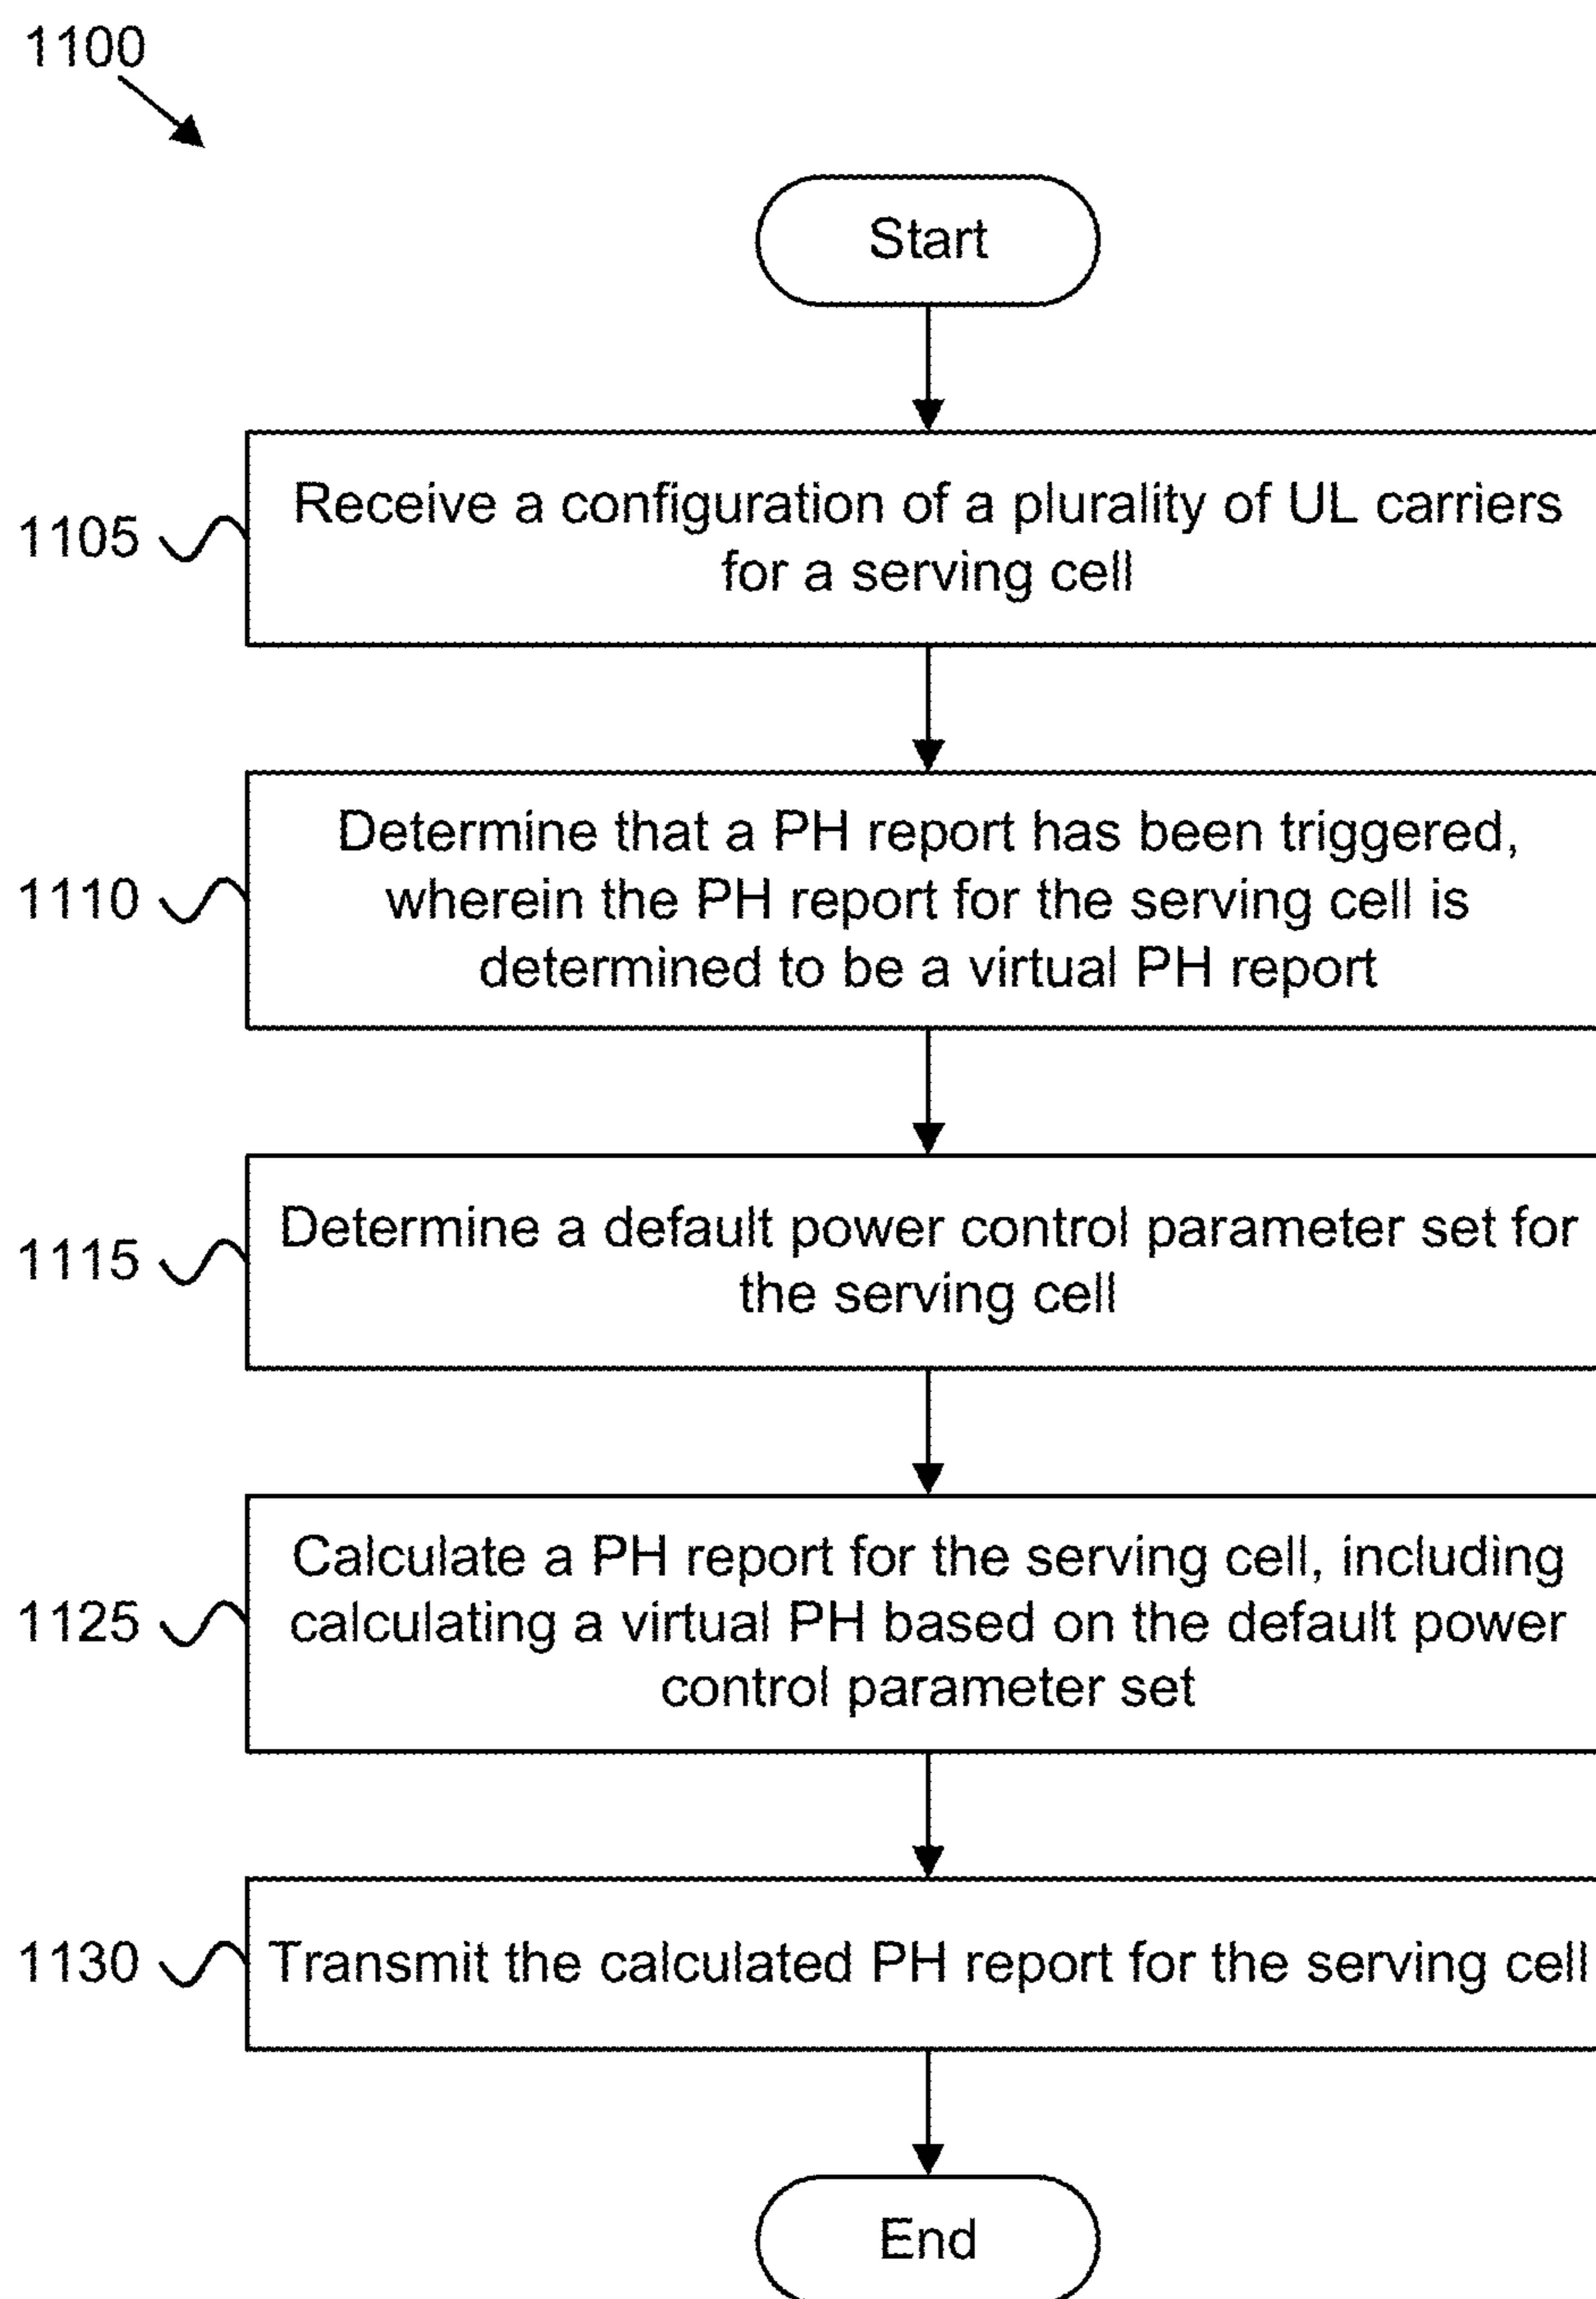 1100
Start
1105
Receive a configuration of a plurality of UL carriers
for a serving cell
1110
Determine that a PH report has been triggered,
wherein the PH report for the serving cell is
determined to be a virtual PH report
1115
Determine a default power control parameter set for
the serving cell
1125
Calculate a PH report for the serving cell, including
calculating a virtual PH based on the default power
control parameter set
1130
Transmit the calculated PH report for the serving cell
End